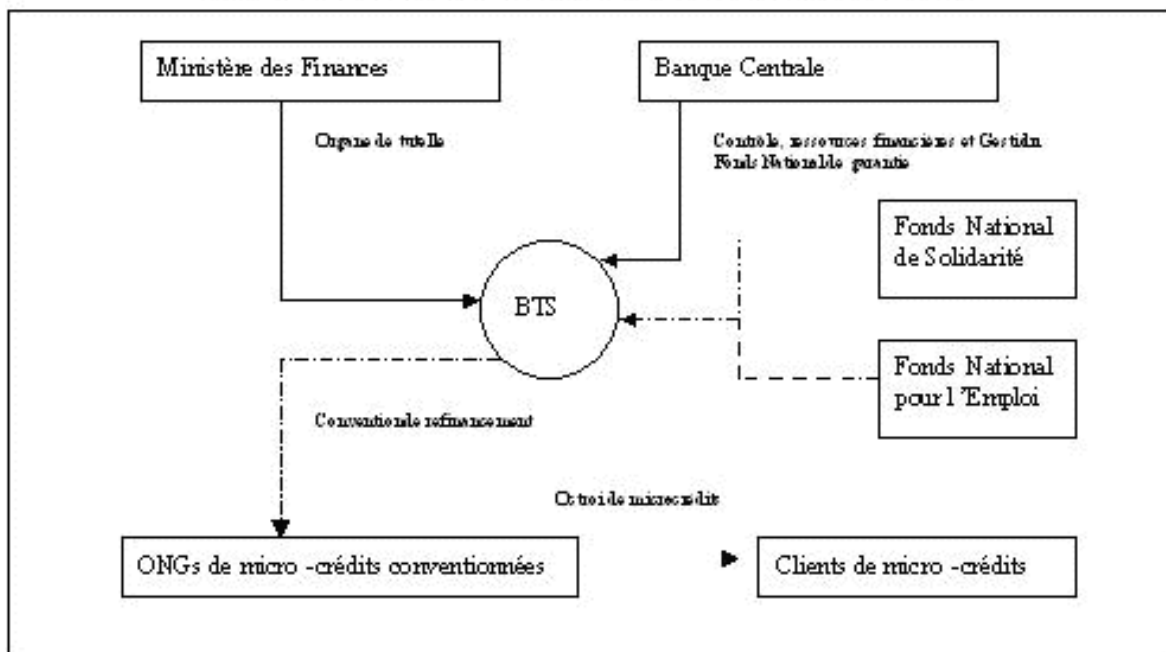 Ministère des Finances
Banque Centrale
Organe de tutelle
Contrôle, ressources financières et Gestion
Fonds National de garantie
Fonds National
de Solidarité
BTS
Fonds National
pour l 'Emploi
Convention de refinancement
Octroi de microcrédits
ONGs de micro -crédits conventionnées
Clients de micro -crédits